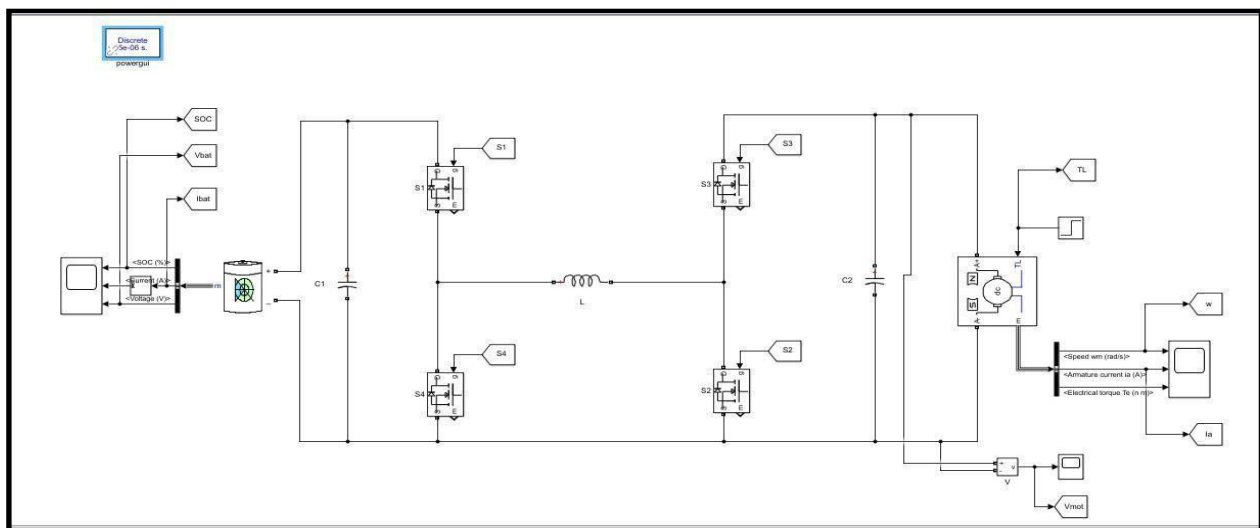 Discrete
5e-06 s.
powergui
SOC
Vbat
Ibat
<SOC (%)>
<Current (A)>
<Voltage (V)>
m
+
–
C1
+
S1
S1
g
C
S
E
S4
S4
g
C
S
E
+
L
S3
S3
g
C
S
E
S2
S2
g
C
S
E
C2
+
TL
A+
TL
dc
A-
E
w
<Speed wm (rad/s)>
<Armature current ia (A)>
<Electrical torque Te (n m)>
Ia
+
-
v
V
Vmot